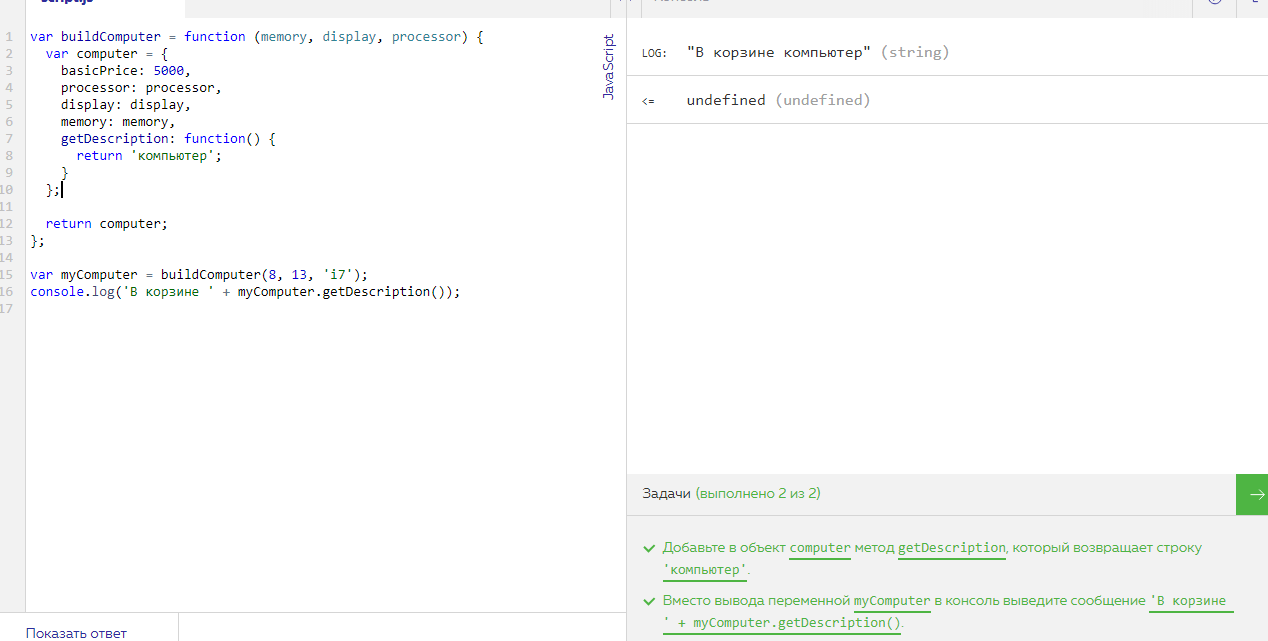 script.js
1 var buildComputer = function (memory, display, processor) {
2 var computer = {
3 basicPrice: 5000,
4 processor: processor,
5 display: display,
6 memory: memory,
7 getDescription: function() {
8 return 'компьютер';
9 }
10 };
11
12 return computer;
13 };
14
15 var myComputer = buildComputer(8, 13, 'i7');
16 console.log('В корзине ' + myComputer.getDescription());
17
JavaScript
Показать ответ
Консоль
LOG: "В корзине компьютер" (string)
<= undefined (undefined)
Задачи (выполнено 2 из 2)
→
Добавьте в объект computer метод getDescription, который возвращает строку
'компьютер'.
Вместо вывода переменной myComputer в консоль выведите сообщение 'В корзине
' + myComputer.getDescription().